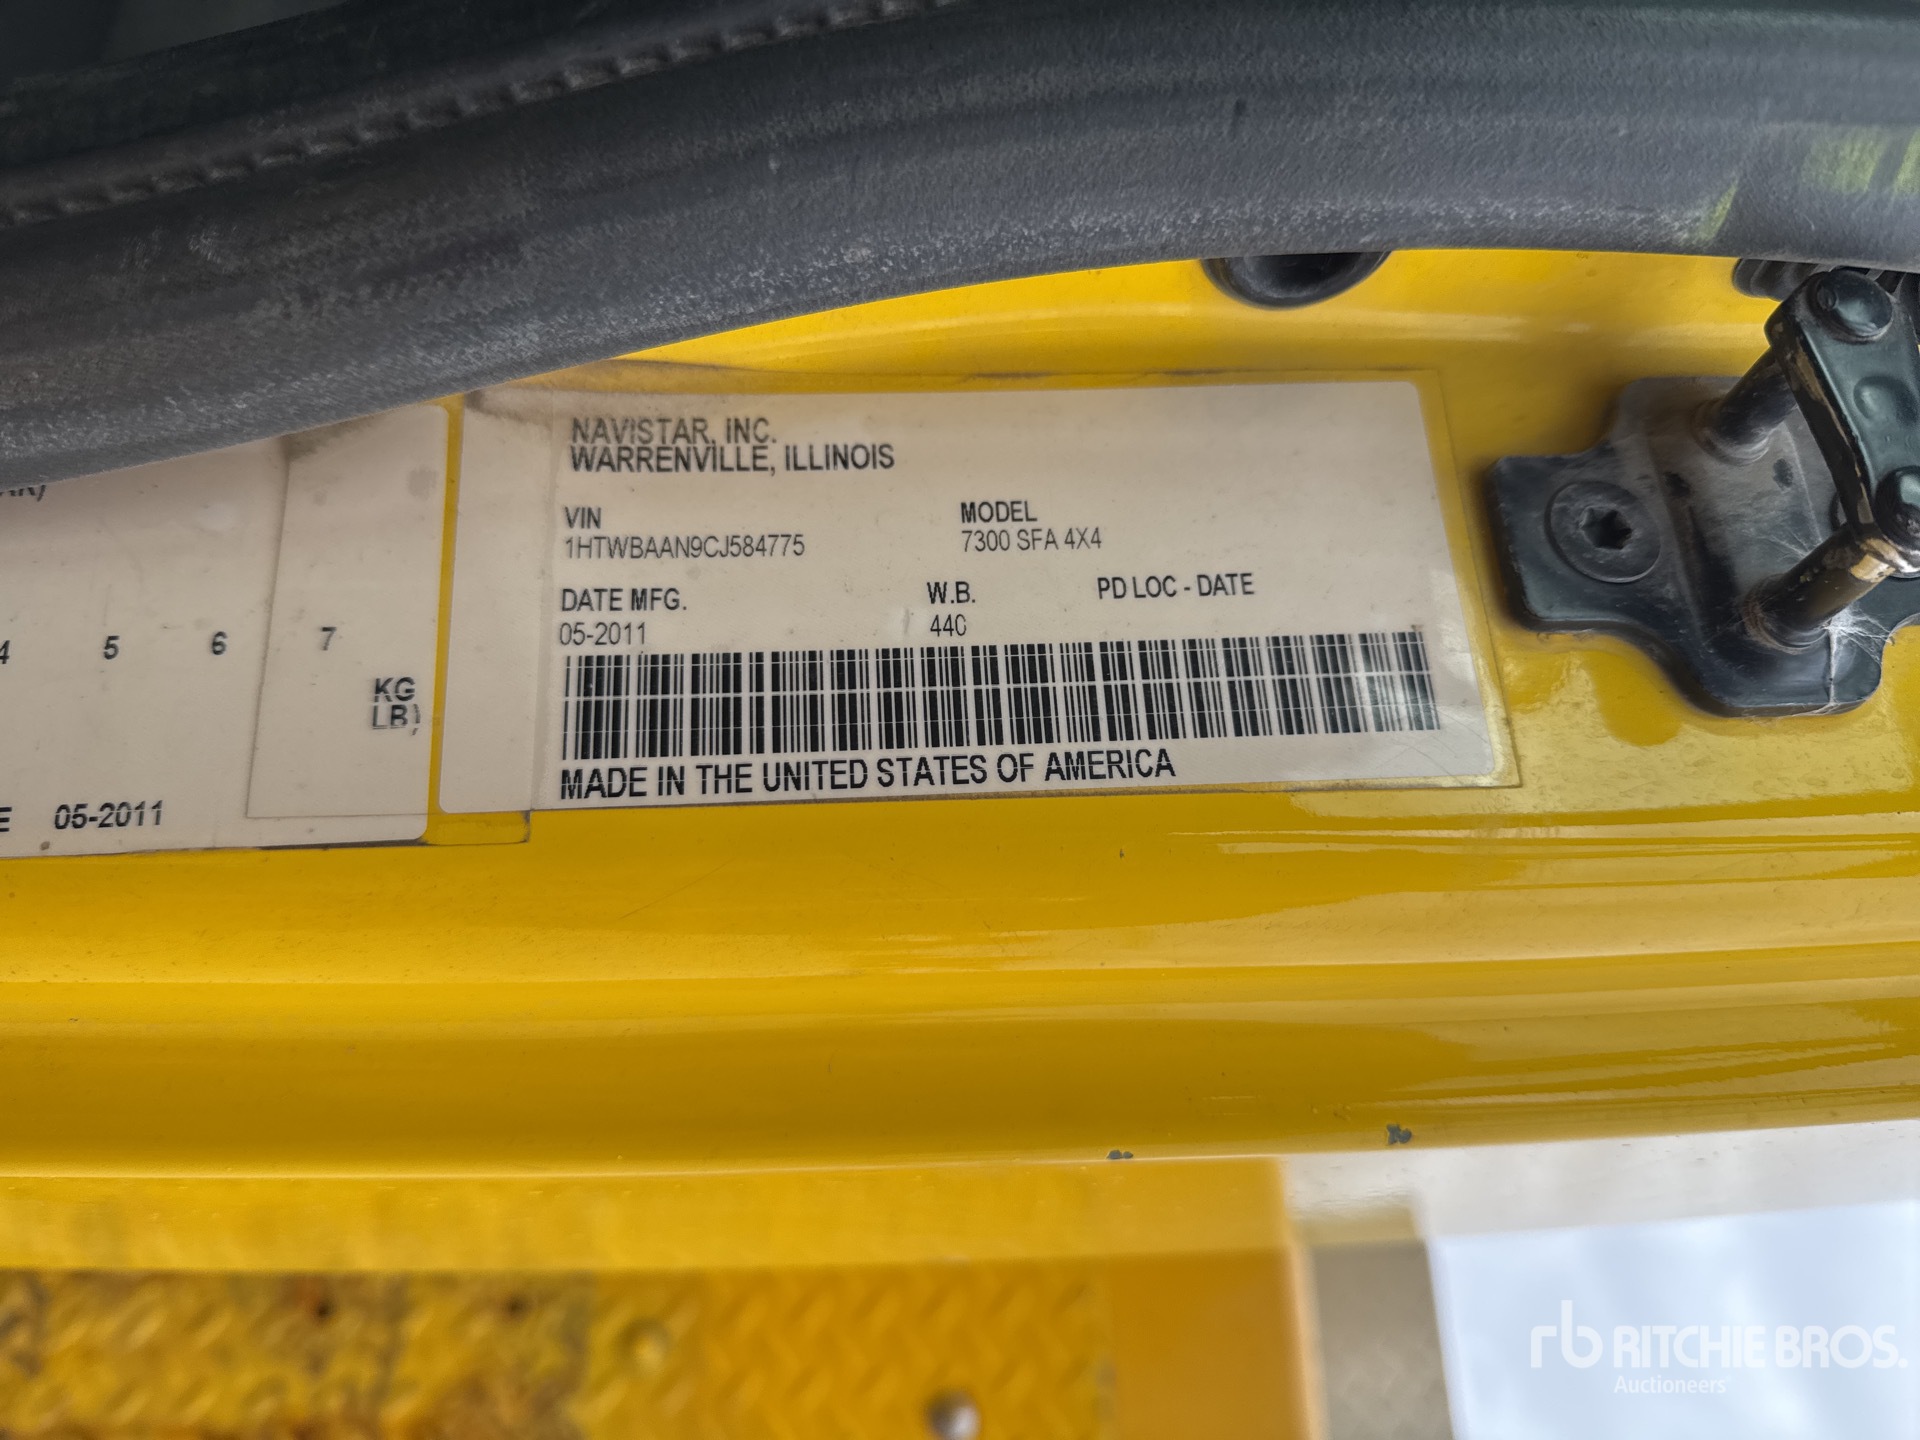 NAVISTAR, INC.
WARRENVILLE, ILLINOIS
VIN MODEL
1HTWBAAN9CJ584775 7300 SFA 4X4
DATE MFG. W.B. PD LOC - DATE
05-2011 440
MADE IN THE UNITED STATES OF AMERICA
4 5 6 7
KG
LB)
E 05-2011
rb RITCHIE BROS.
Auctioneers